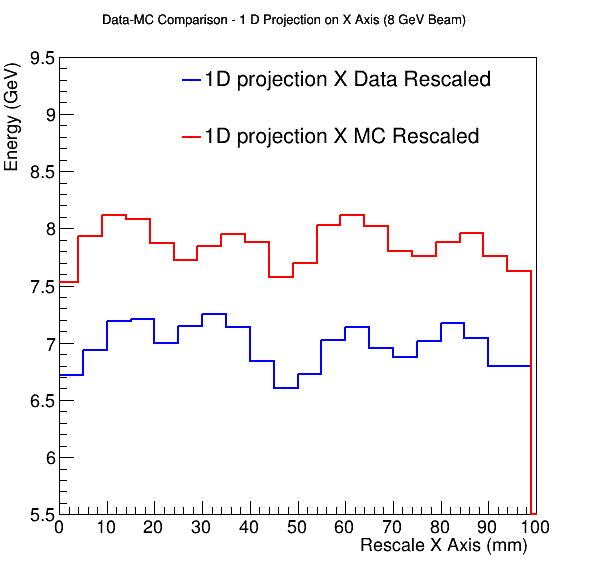 Data-MC Comparison - 1 D Projection on X Axis (8 GeV Beam)
Energy (GeV)
9.5
9
8.5
8
7.5
7
6.5
6
5.5
1D projection X Data Rescaled
1D projection X MC Rescaled
0 10 20 30 40 50 60 70 80 90 100
Rescale X Axis (mm)